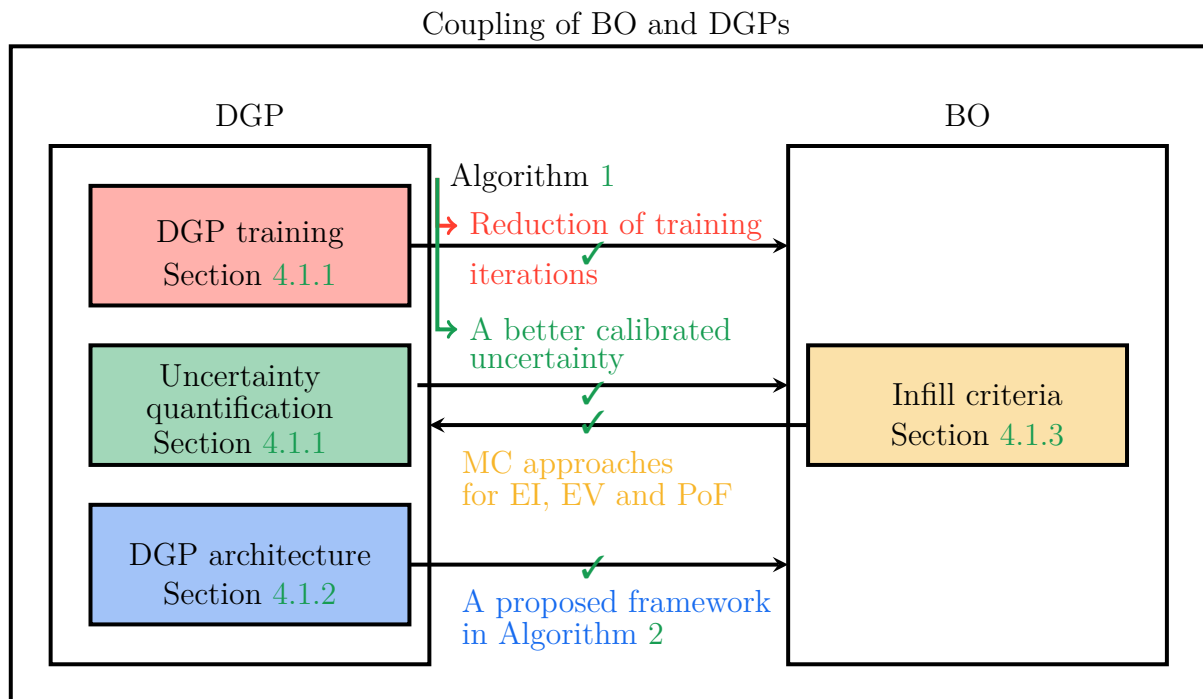 Coupling of BO and DGPs
DGP
BO
Algorithm 1
DGP training
Section 4.1.1
Reduction of training
iterations
✓
A better calibrated
uncertainty
Uncertainty
quantification
Section 4.1.1
✓
✓
Infill criteria
Section 4.1.3
MC approaches
for EI, EV and PoF
DGP architecture
Section 4.1.2
✓
A proposed framework
in Algorithm 2